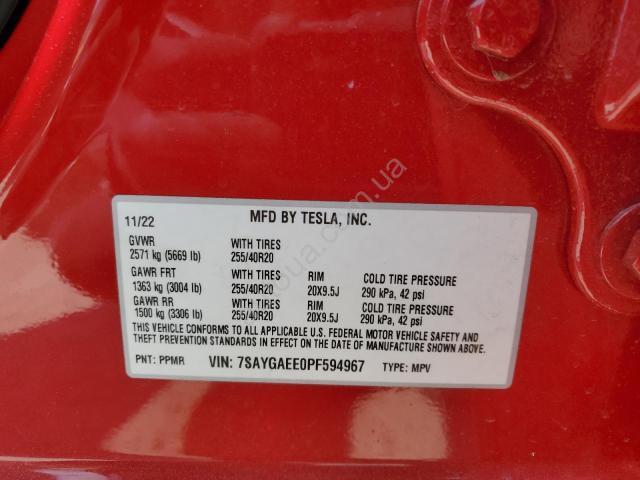 11/22 MFD BY TESLA, INC.
GVWR WITH TIRES
2571 kg (5669 lb) 255/40R20
GAWR FRT WITH TIRES RIM COLD TIRE PRESSURE
1363 kg (3004 lb) 255/40R20 20X9.5J 290 kPa, 42 psi
GAWR RR WITH TIRES RIM COLD TIRE PRESSURE
1500 kg (3306 lb) 255/40R20 20X9.5J 290 kPa, 42 psi
THIS VEHICLE CONFORMS TO ALL APPLICABLE U.S. FEDERAL MOTOR VEHICLE SAFETY AND
THEFT PREVENTION STANDARDS IN EFFECT ON THE DATE OF MANUFACTURE SHOWN ABOVE.
PNT: PPMR VIN: 7SAYGAEE0PF594967 TYPE: MPV